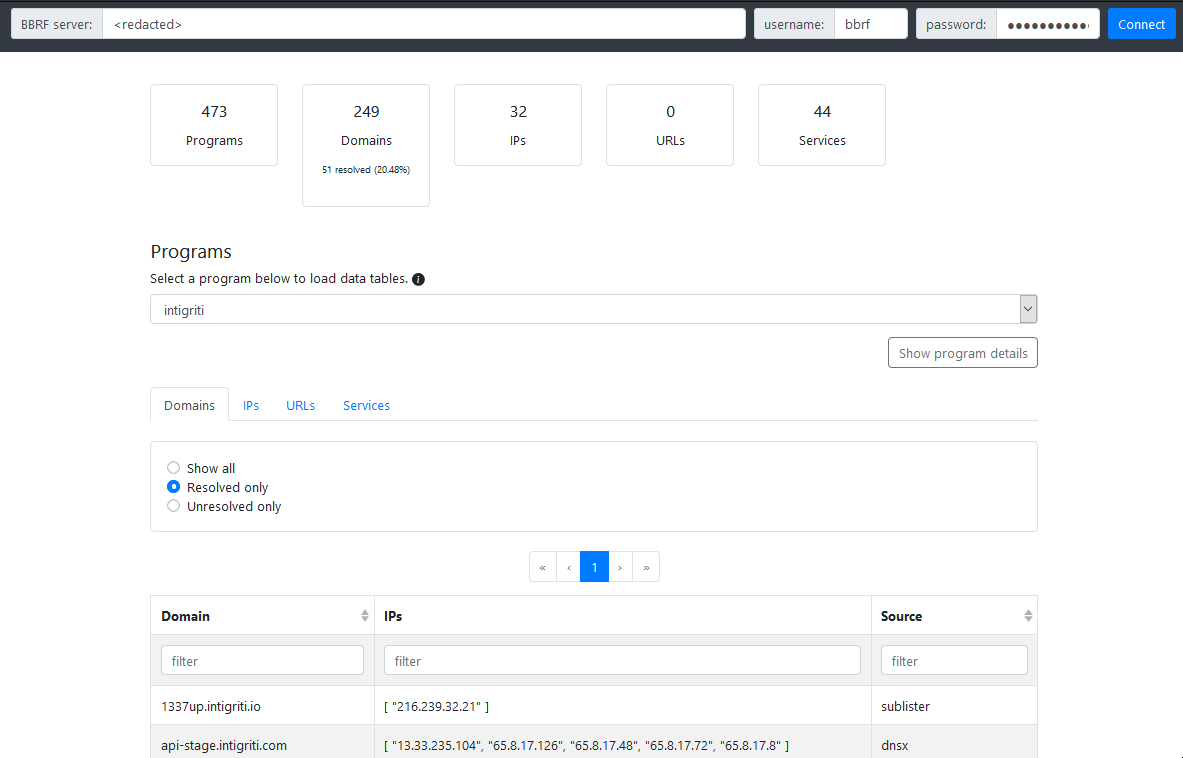 BBRF server: <redacted> username: bbrf password: ●●●●●●●●●●● Connect
473 249 32 0 44
Programs Domains IPs URLs Services
51 resolved (20.48%)
Programs
Select a program below to load data tables. i
intigriti
Show program details
Domains IPs URLs Services
Show all
Resolved only
Unresolved only
« ‹ 1 › »
Domain IPs Source
filter filter filter
1337up.intigriti.io [ "216.239.32.21" ] sublister
api-stage.intigriti.com [ "13.33.235.104", "65.8.17.126", "65.8.17.48", "65.8.17.72", "65.8.17.8" ] dnsx